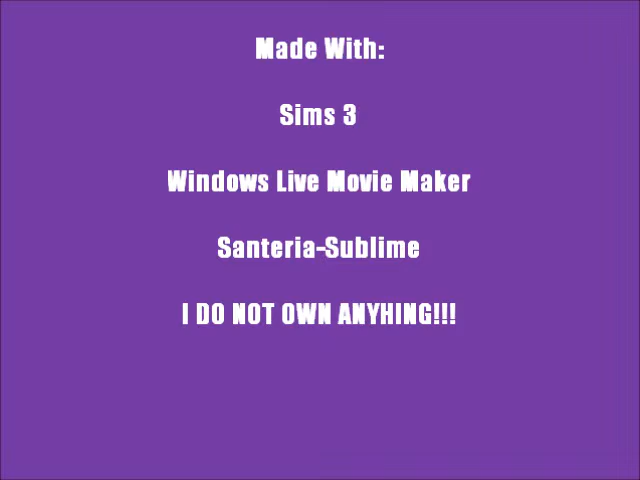 Made With:
Sims 3
Windows Live Movie Maker
Santeria-Sublime
I DO NOT OWN ANYHING!!!